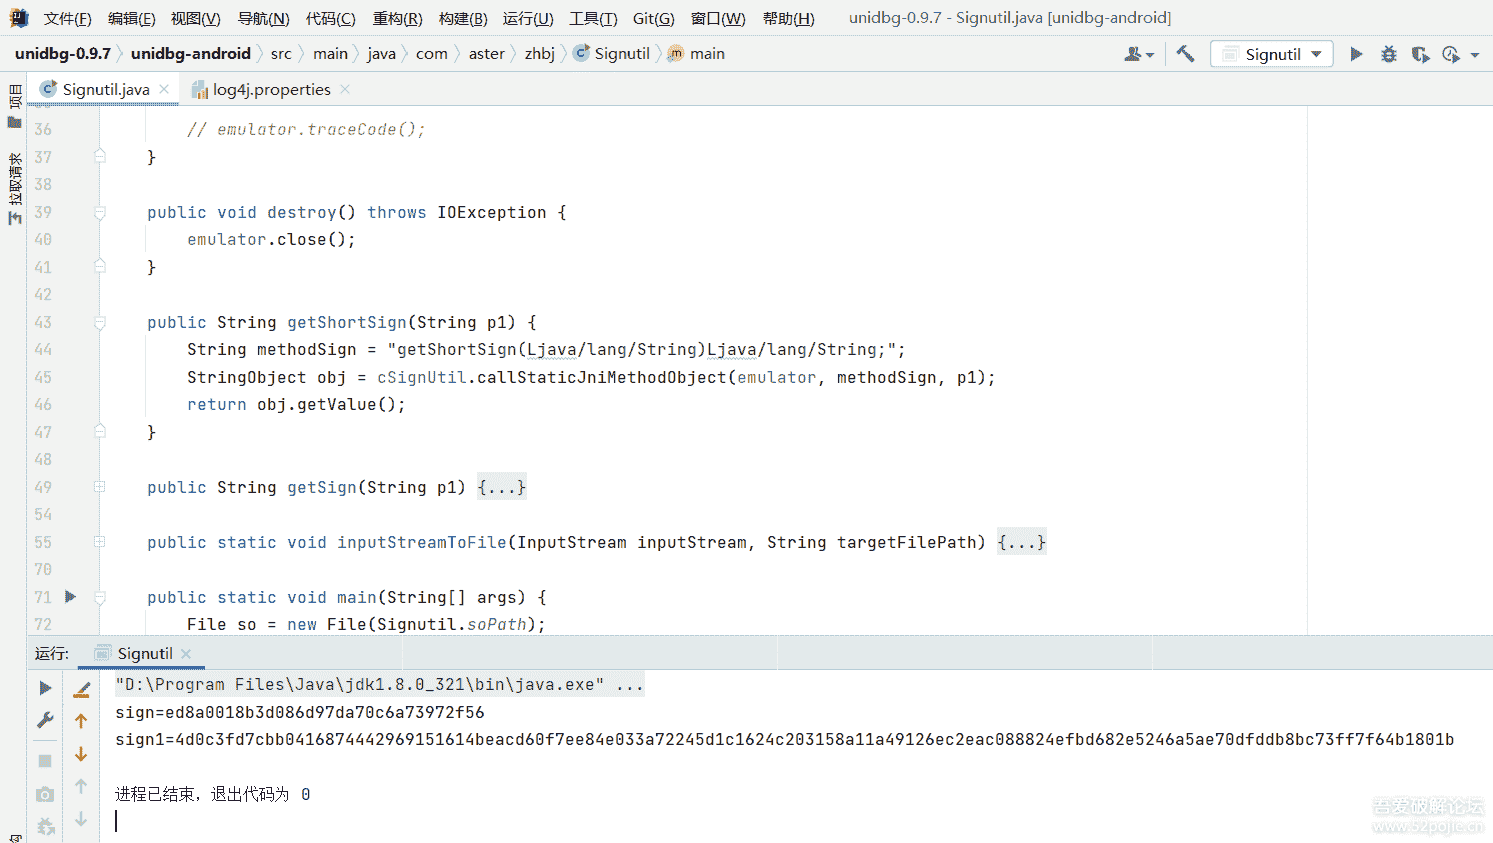 文件(F) 编辑(E) 视图(V) 导航(N) 代码(C) 重构(R) 构建(B) 运行(U) 工具(T) Git(G) 窗口(W) 帮助(H) unidbg-0.9.7 - Signutil.java [unidbg-android]
unidbg-0.9.7 unidbg-android src main java com aster zhbj Signutil main Signutil
Signutil.java log4j.properties
项目
拉取请求
36 // emulator.traceCode();
37 }
38
39 public void destroy() throws IOException {
40 emulator.close();
41 }
42
43 public String getShortSign(String p1) {
44 String methodSign = "getShortSign(Ljava/lang/String)Ljava/lang/String;";
45 StringObject obj = cSignUtil.callStaticJniMethodObject(emulator, methodSign, p1);
46 return obj.getValue();
47 }
48
49 public String getSign(String p1) {...}
54
55 public static void inputStreamToFile(InputStream inputStream, String targetFilePath) {...}
70
71 public static void main(String[] args) {
72 File so = new File(Signutil.soPath);
运行: Signutil
"D:\Program Files\Java\jdk1.8.0_321\bin\java.exe" ...
sign=ed8a0018b3d086d97da70c6a73972f56
sign1=4d0c3fd7cbb0416874442969151614beacd60f7ee84e033a72245d1c1624c203158a11a49126ec2eac088824efbd682e5246a5ae70dfddb8bc73ff7f64b1801b
进程已结束，退出代码为 0
吾爱破解论坛
www.52pojie.cn